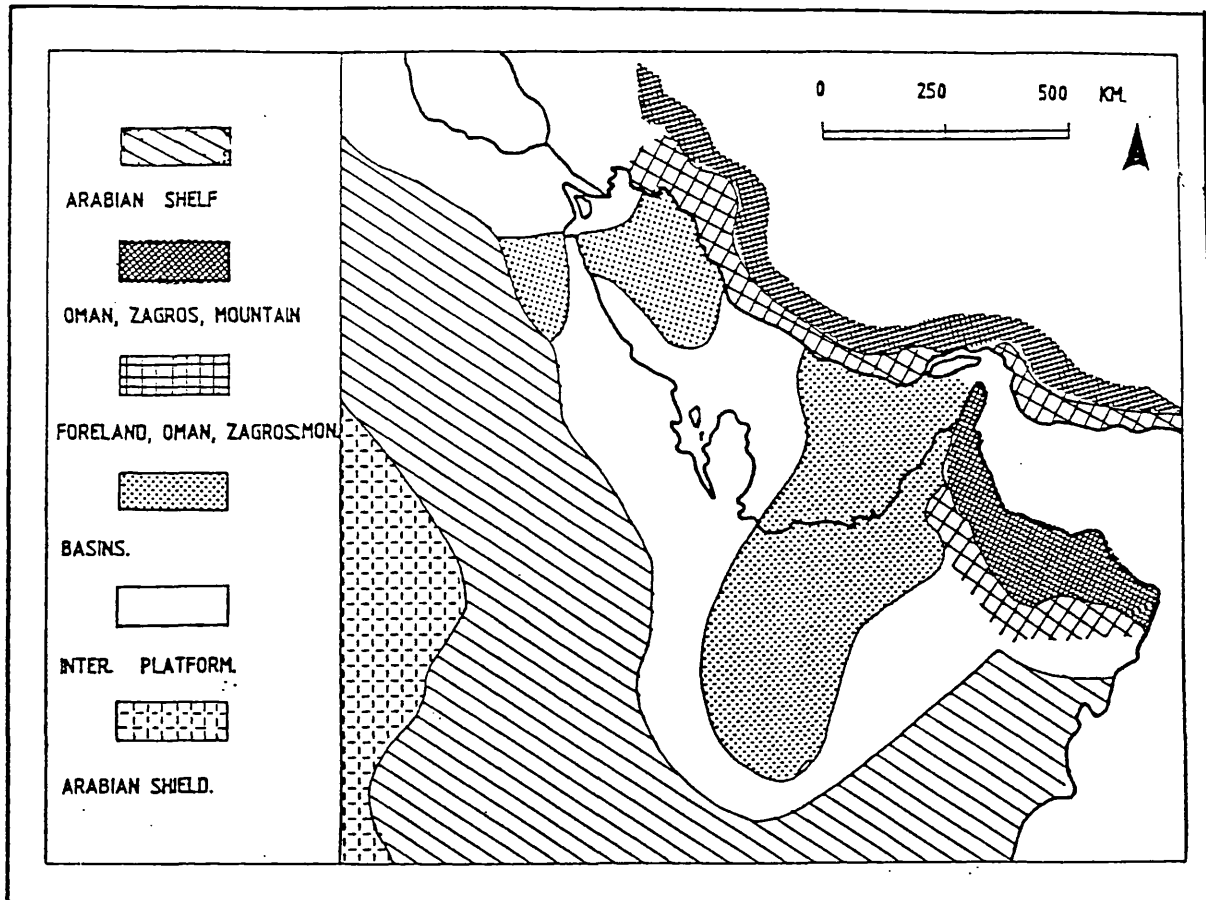 0 250 500 KM.
ARABIAN SHELF
OMAN, ZAGROS, MOUNTAIN
FORELAND, OMAN, ZAGROS.MON.
BASINS.
INTER. PLATFORM.
ARABIAN SHIELD.